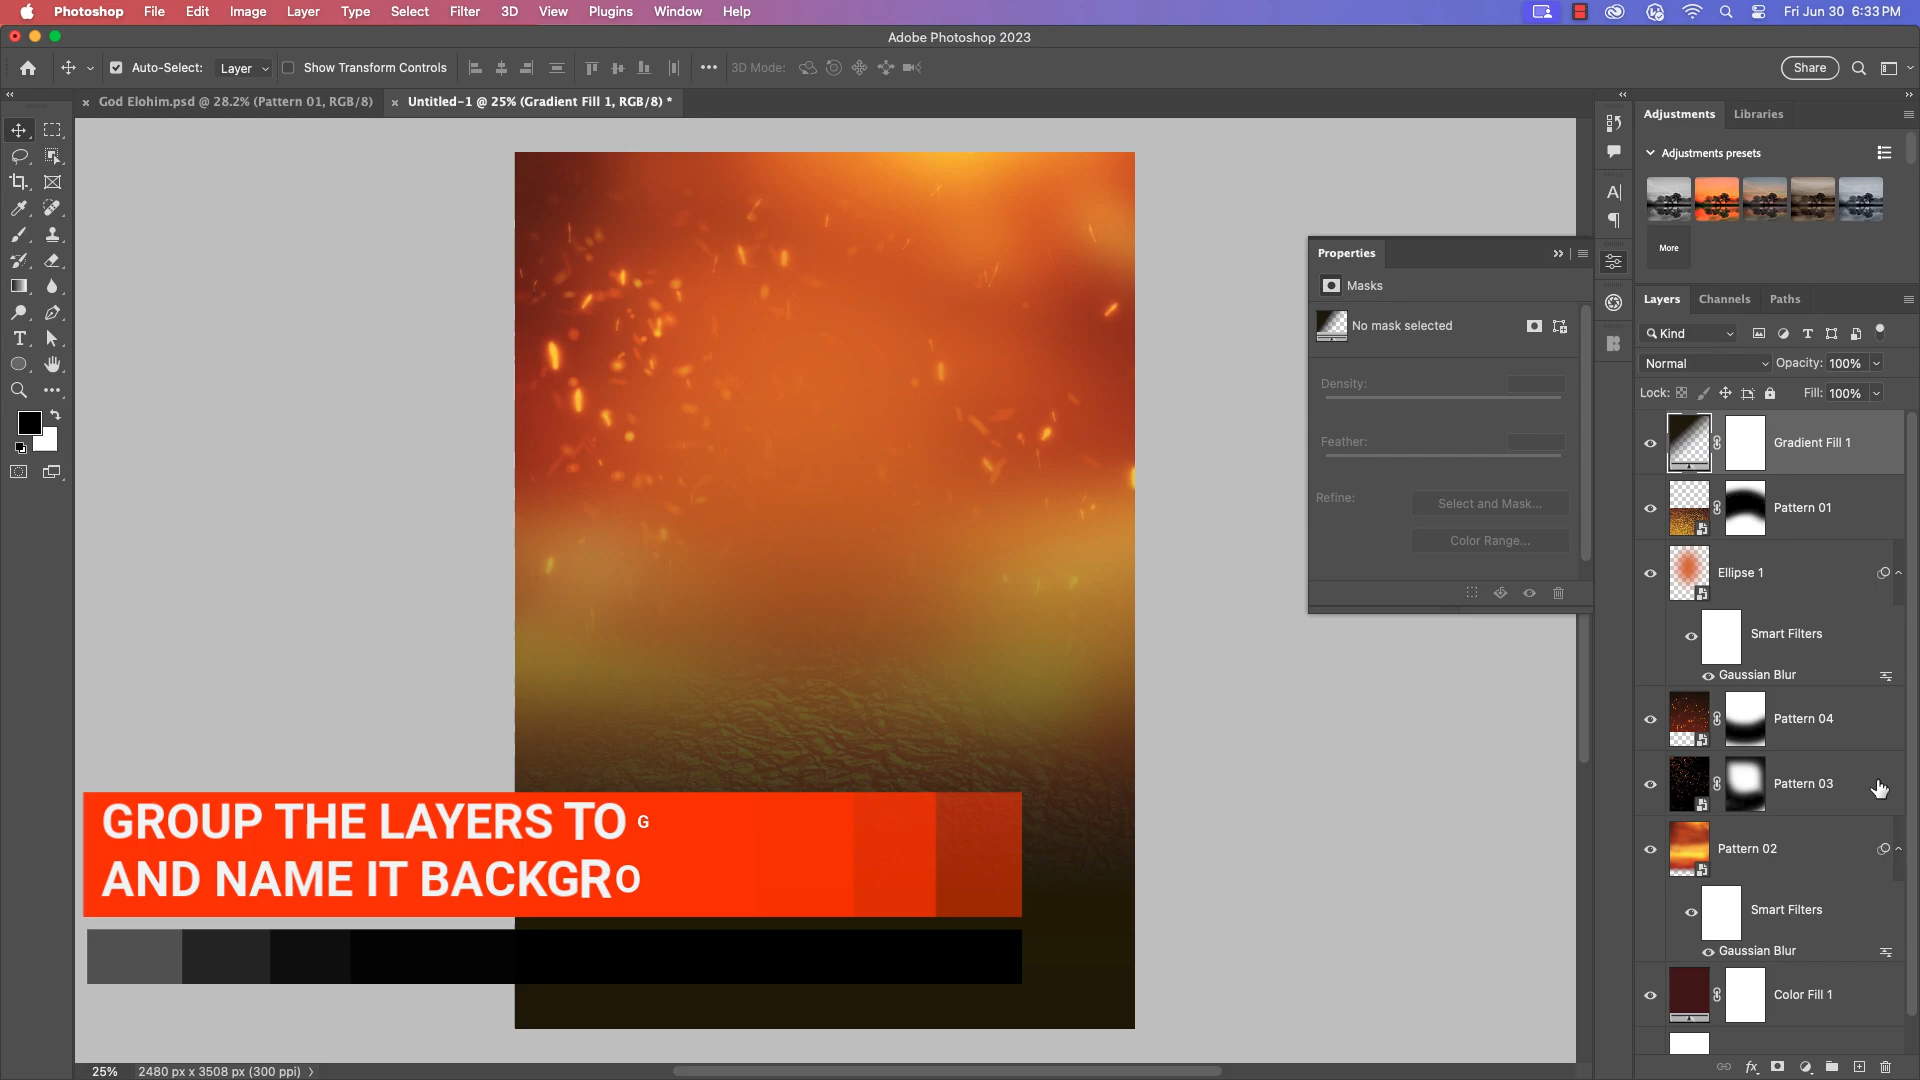 Photoshop File Edit Image Layer Type Select Filter 3D View Plugins Window Help Fri Jun 30 6:33 PM
Adobe Photoshop 2023
Auto-Select: Layer Show Transform Controls 3D Mode: Share
God Elohim.psd @ 28.2% (Pattern 01, RGB/8) Untitled-1 @ 25% (Gradient Fill 1, RGB/8) *
Adjustments Libraries
Adjustments presets
More
Properties
Masks
No mask selected
Density:
Feather:
Refine: Select and Mask...
Color Range...
Layers Channels Paths
Kind
Normal Opacity: 100%
Lock: Fill: 100%
Gradient Fill 1
Pattern 01
Ellipse 1
Smart Filters
Gaussian Blur
Pattern 04
Pattern 03
Pattern 02
Smart Filters
Gaussian Blur
Color Fill 1
GROUP THE LAYERS TO G
AND NAME IT BACKGRO
25% 2480 px x 3508 px (300 ppi)